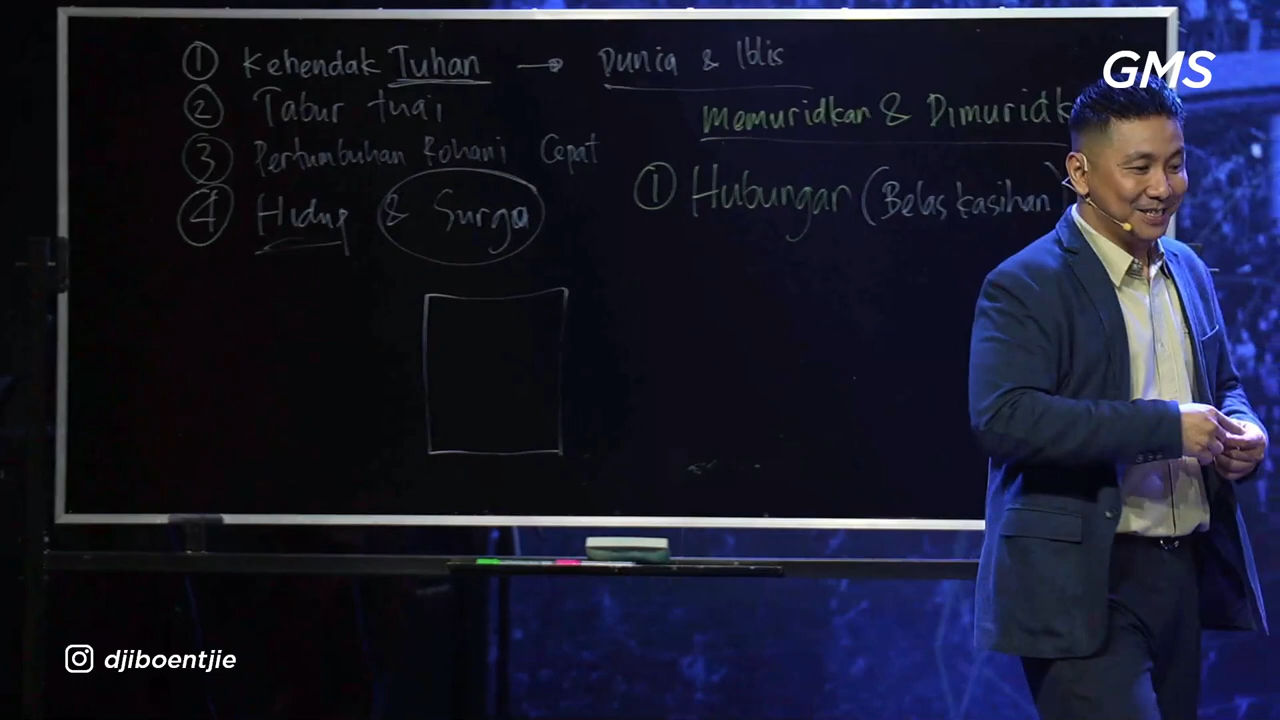 ① Kehendak Tuhan → Dunia & Iblis
② Tabur tuai
③ Pertumbuhan Rohani Cepat
④ Hidup & Surga
Memuridkan & Dimuridk
① Hubungan (Belas kasihan)
GMS
djiboentjie